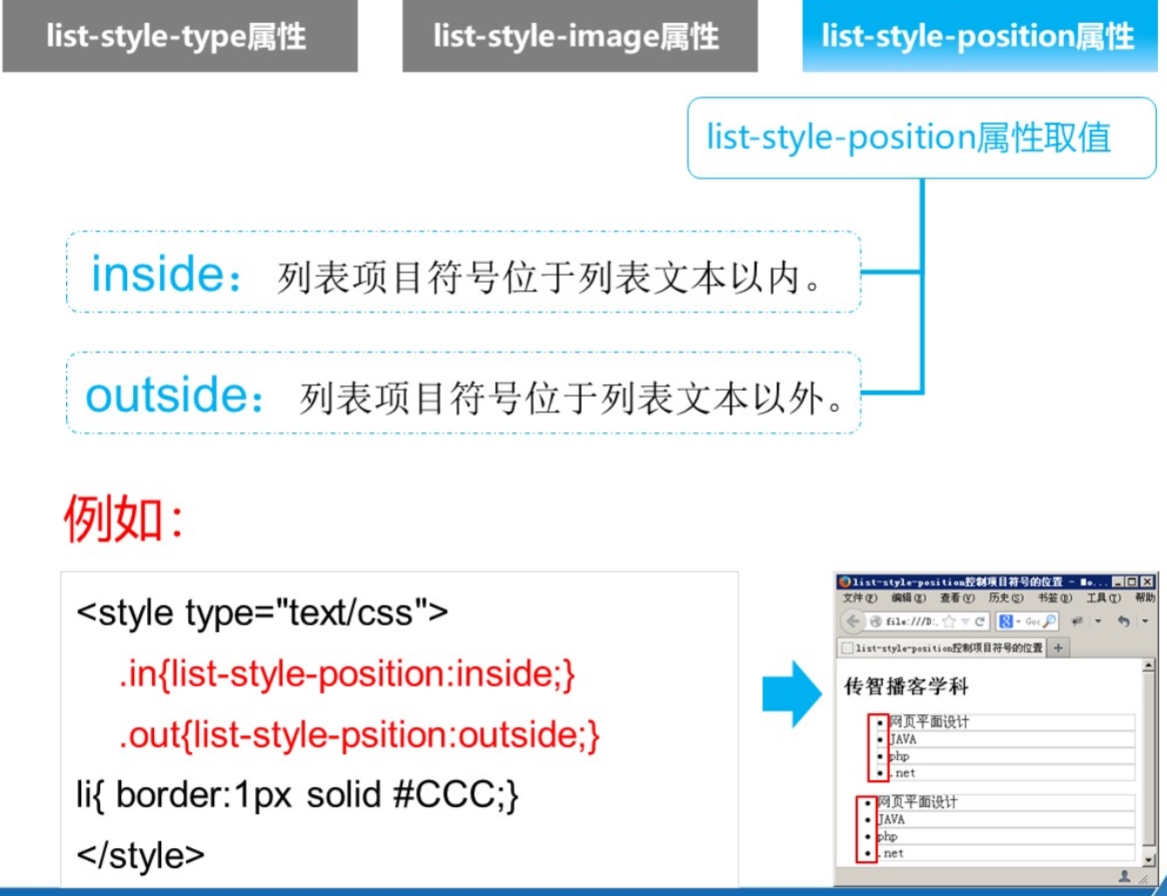 list-style-type属性
list-style-image属性
list-style-position属性
list-style-position属性取值
inside： 列表项目符号位于列表文本以内。
outside： 列表项目符号位于列表文本以外。
例如：
<style type="text/css">
.in{list-style-position:inside;}
.out{list-style-psition:outside;}
li{ border:1px solid #CCC;}
</style>
list-style-position控制项目符号的位置 - Mo...
文件(F) 编辑(E) 查看(V) 历史(S) 书签(B) 工具(T) 帮助
file:///D:. Goc
list-style-position控制项目符号的位置 +
传智播客学科
网页平面设计
JAVA
php
.net
网页平面设计
JAVA
php
.net